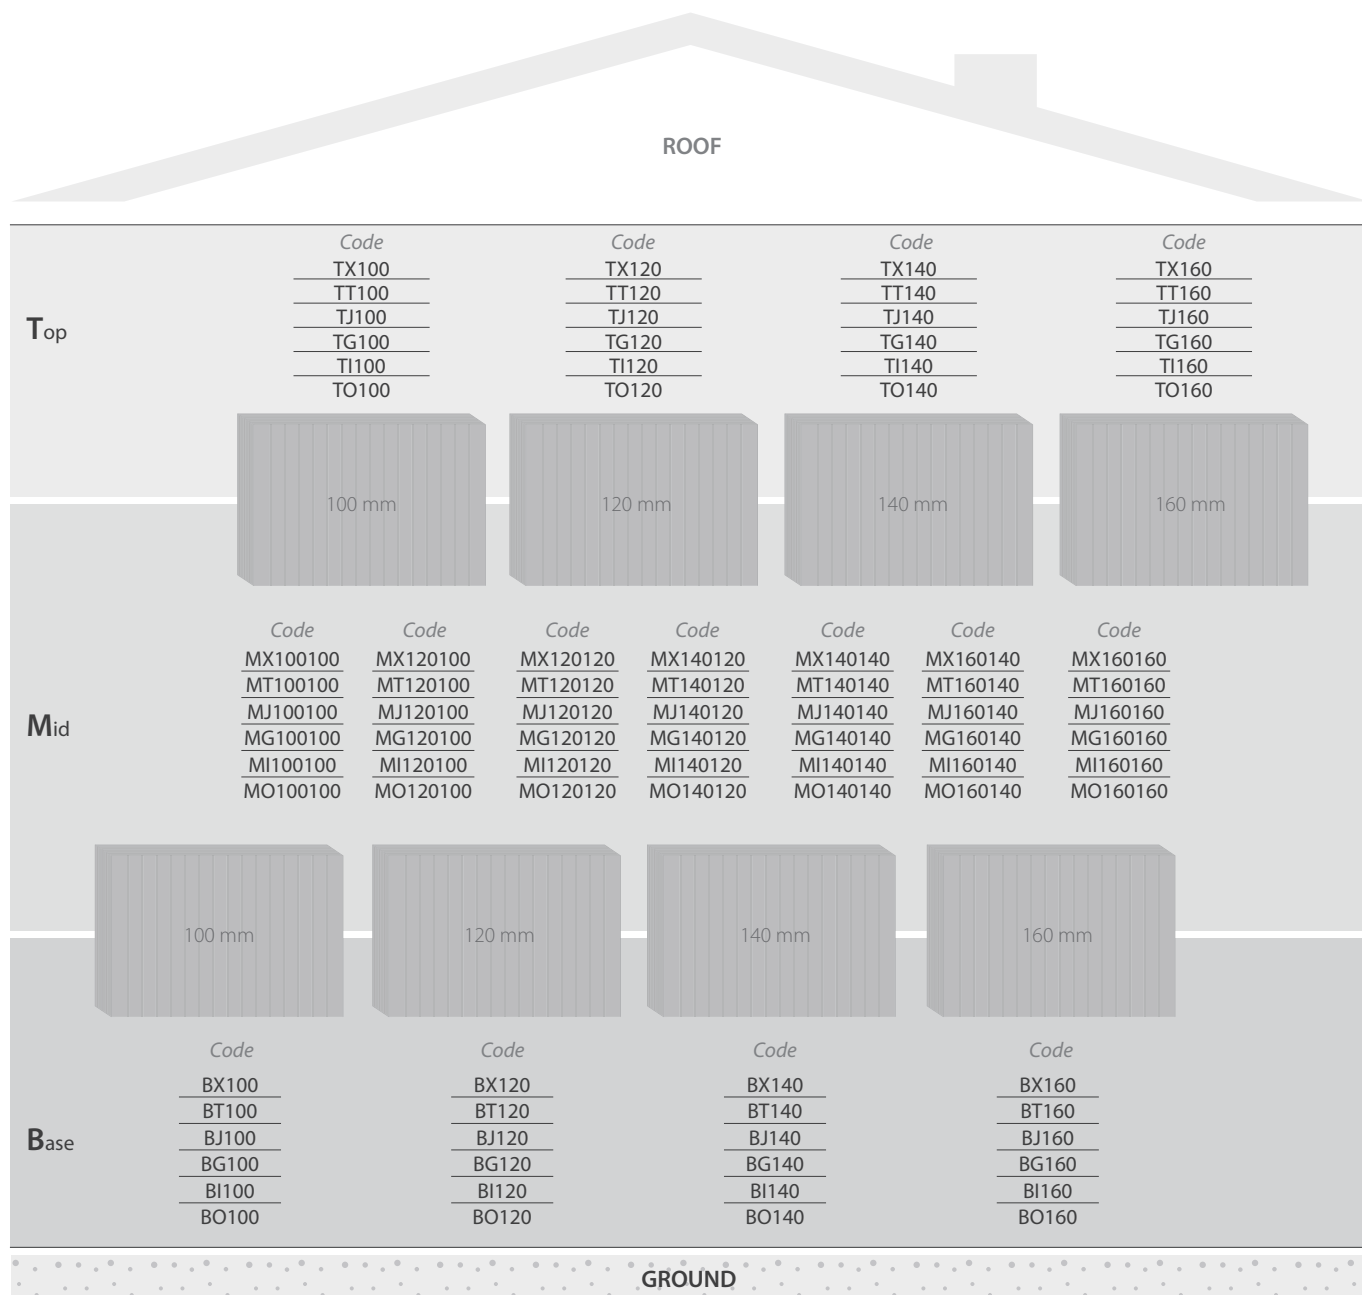 ROOF
Code Code Code Code
TX100 TX120 TX140 TX160
TT100 TT120 TT140 TT160
TJ100 TJ120 TJ140 TJ160
Top
TG100 TG120 TG140 TG160
TI100 TI120 TI140 TI160
TO100 TO120 TO140 TO160
100 mm 120 mm 140 mm 160 mm
Code Code Code Code Code Code Code
MX100100 MX120100 MX120120 MX140120 MX140140 MX160140 MX160160
MT100100 MT120100 MT120120 MT140120 MT140140 MT160140 MT160160
MJ100100 MJ120100 MJ120120 MJ140120 MJ140140 MJ160140 MJ160160
Mid
MG100100 MG120100 MG120120 MG140120 MG140140 MG160140 MG160160
MI100100 MI120100 MI120120 MI140120 MI140140 MI160140 MI160160
MO100100 MO120100 MO120120 MO140120 MO140140 MO160140 MO160160
100 mm 120 mm 140 mm 160 mm
Code Code Code Code
BX100 BX120 BX140 BX160
BT100 BT120 BT140 BT160
BJ100 BJ120 BJ140 BJ160
Base
BG100 BG120 BG140 BG160
BI100 BI120 BI140 BI160
BO100 BO120 BO140 BO160
GROUND